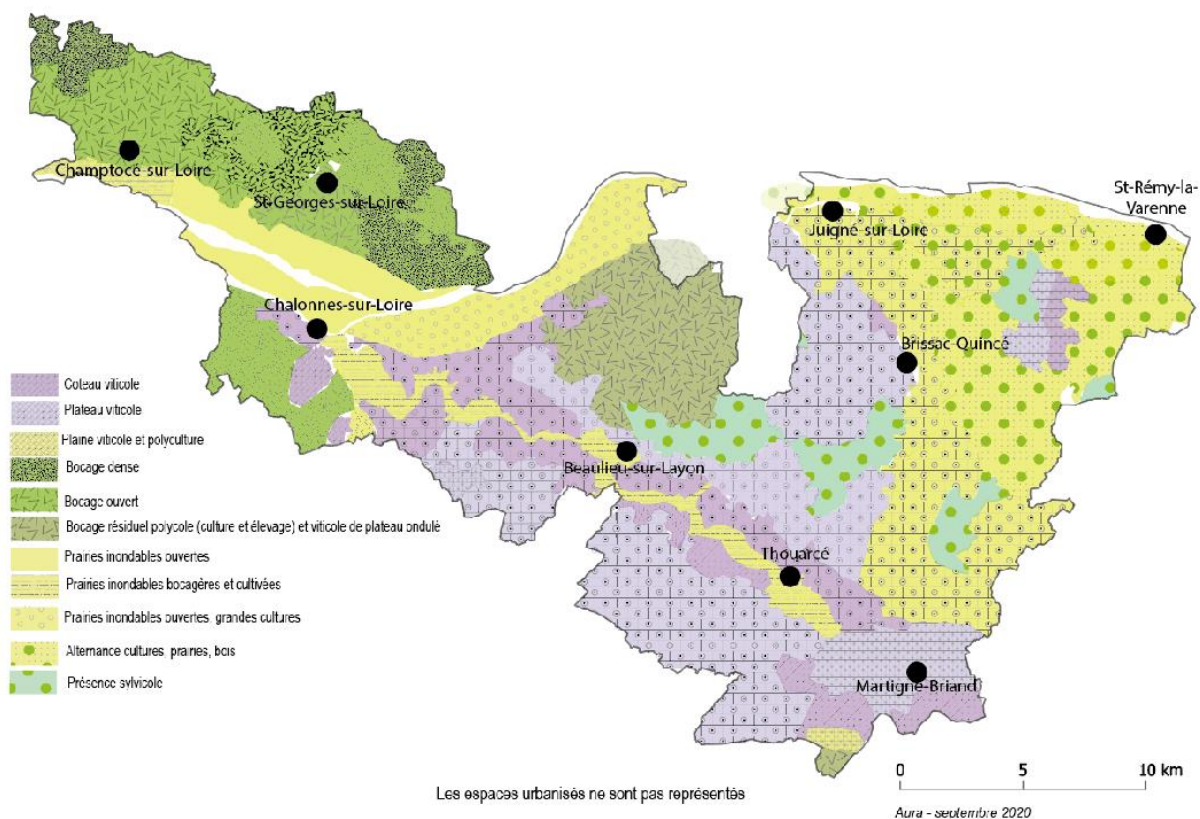 Champtocé-sur-Loire
St-Georges-sur-Loire
St-Rémy-la-
Varenne
Juigné-sur-Loire
Chalonnes-sur-Loire
Brissac-Quincé
Beaulieu-sur-Layon
Thouarcé
Martigné-Briand
Coteau viticole
Plateau viticole
Plaine viticole et polyculture
Bocage dense
Bocage ouvert
Bocage résiduel polycole (culture et élevage) et viticole de plateau ondulé
Prairies inondables ouvertes
Prairies inondables bocagères et cultivées
Prairies inondables ouvertes, grandes cultures
Alternance cultures, prairies, bois
Présence sylvicole
0 5 10 km
Les espaces urbanisés ne sont pas représentés
Aura - septembre 2020